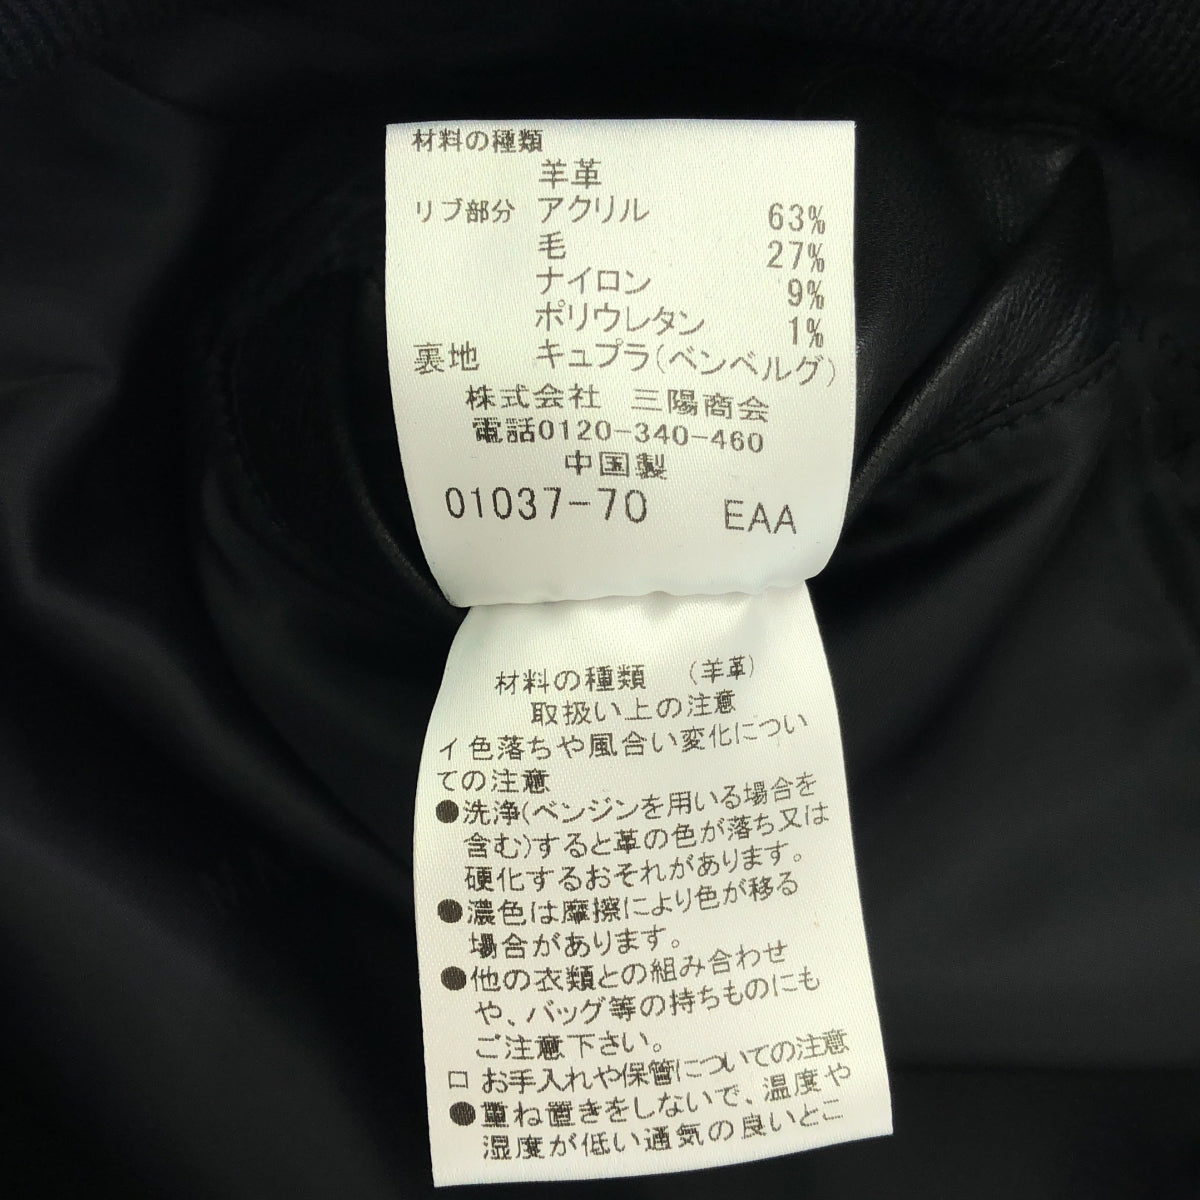 材料の種類
羊革
リブ部分 アクリル 63%
毛 27%
ナイロン 9%
ポリウレタン 1%
裏地 キュプラ(ベンベルグ)
株式会社 三陽商会
電話0120-340-460
中国製
01037-70 EAA
材料の種類 (羊革)
取扱い上の注意
イ 色落ちや風合い変化につい
ての注意
●洗浄(ベンジンを用いる場合を
含む)すると革の色が落ち又は
硬化するおそれがあります。
●濃色は摩擦により色が移る
場合があります。
●他の衣類との組み合わせ
や、バッグ等の持ちものにも
ご注意下さい。
ロ お手入れや保管についての注意
●重ね置きをしないで、温度や
湿度が低い通気の良いとこ